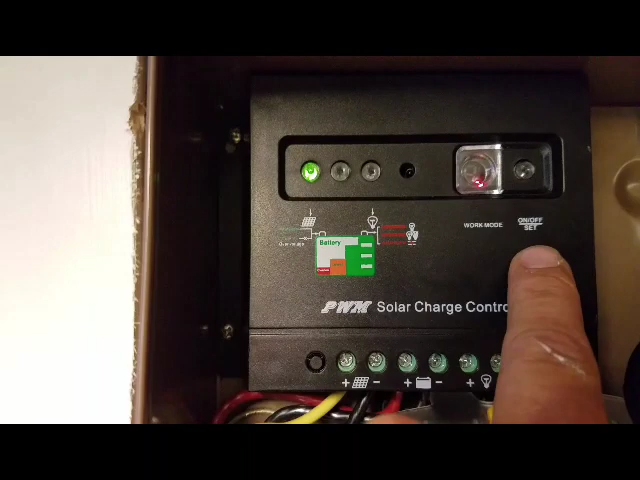 WORK MODE
ON/OFF
SET
Battery
PWM Solar Charge Contro
+ - + - +